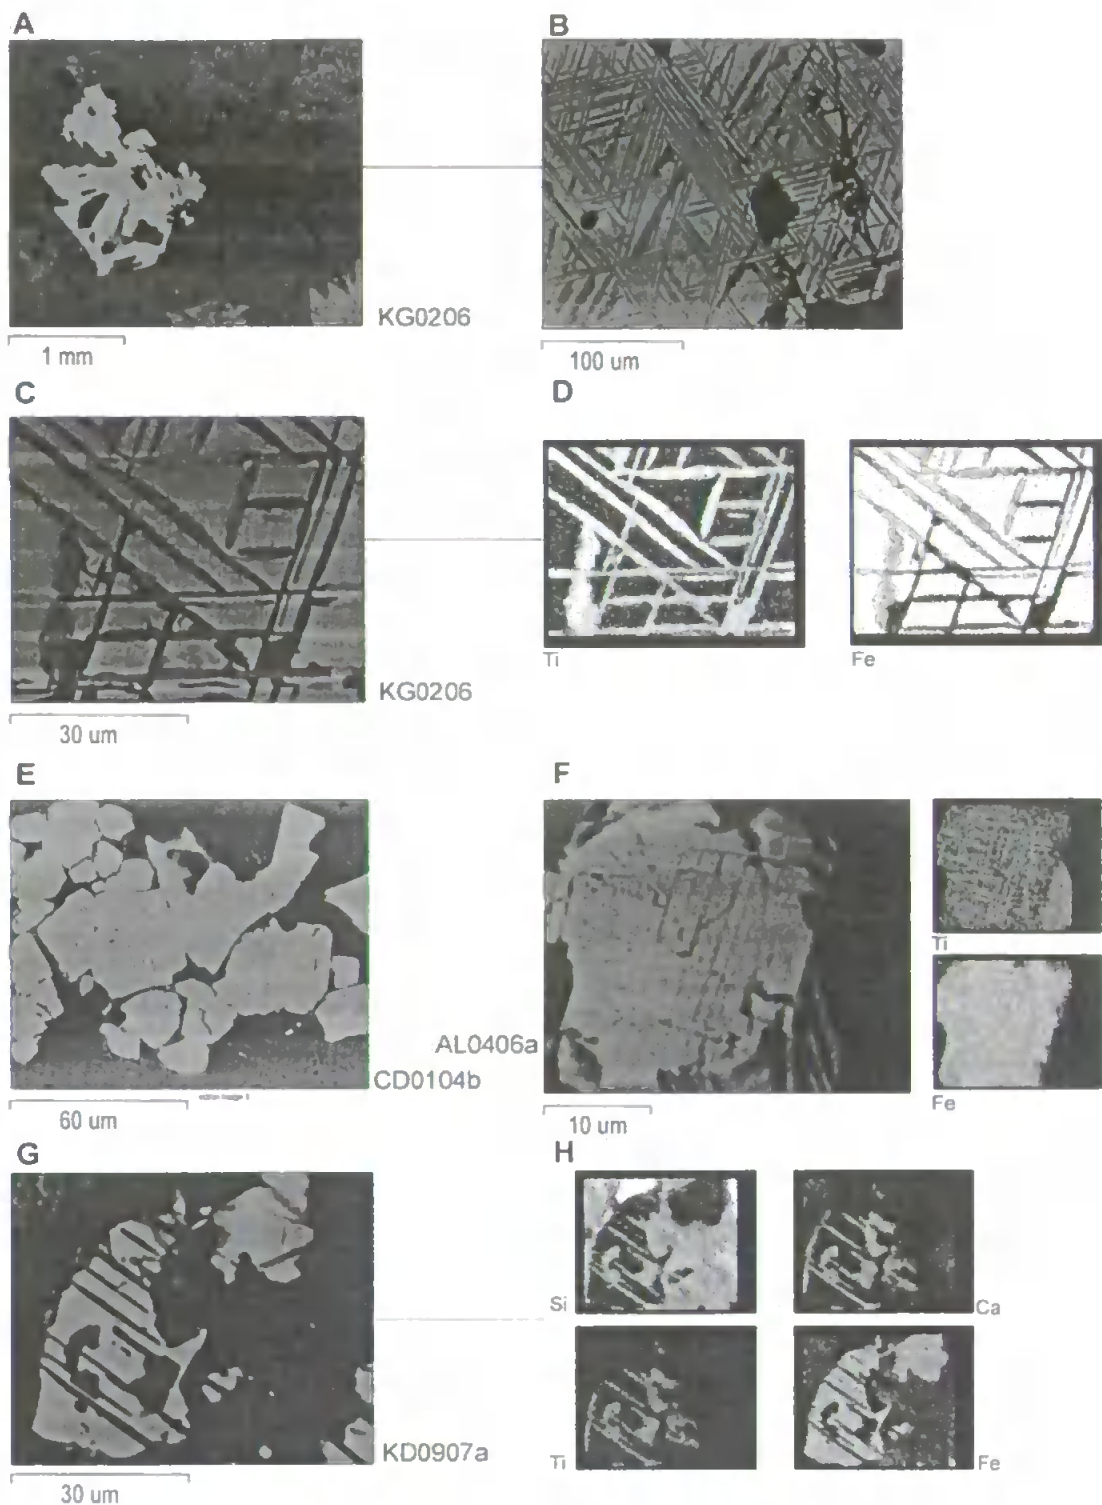 A
B
KG0206
1 mm
100 um
C
D
Ti
Fe
KG0206
30 um
E
F
Ti
AL0406a
CD0104b
Fe
60 um
10 um
G
H
Si
Ca
KD0907a
Ti
Fe
30 um